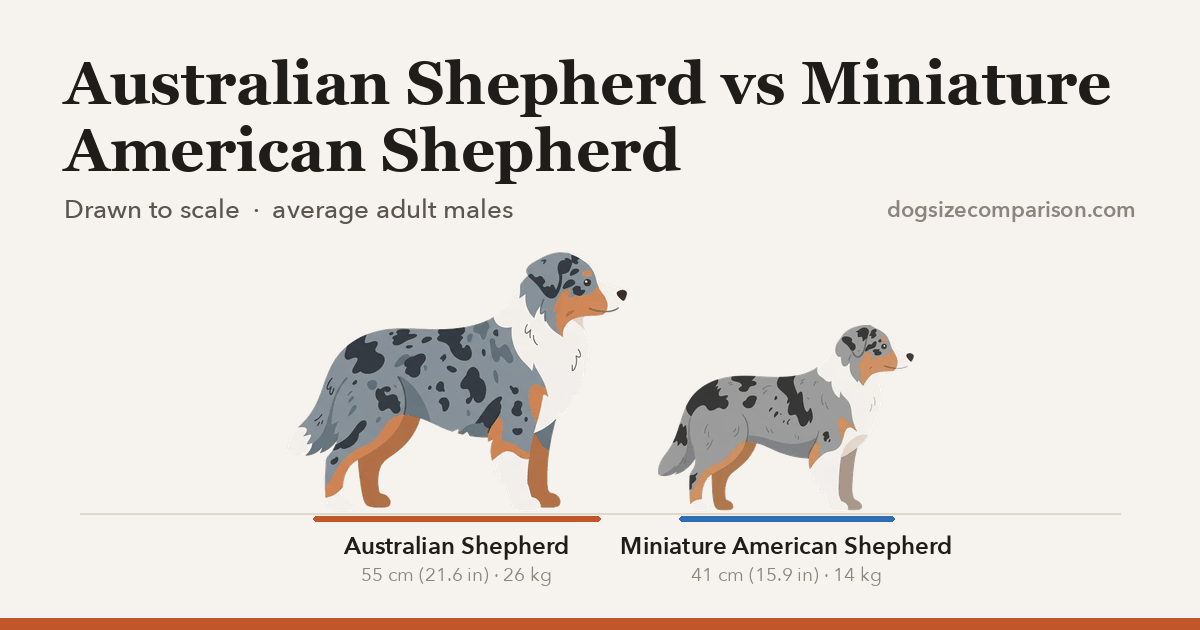 Australian Shepherd vs Miniature
American Shepherd
Drawn to scale · average adult males
dogsizecomparison.com
Australian Shepherd
55 cm (21.6 in) · 26 kg
Miniature American Shepherd
41 cm (15.9 in) · 14 kg